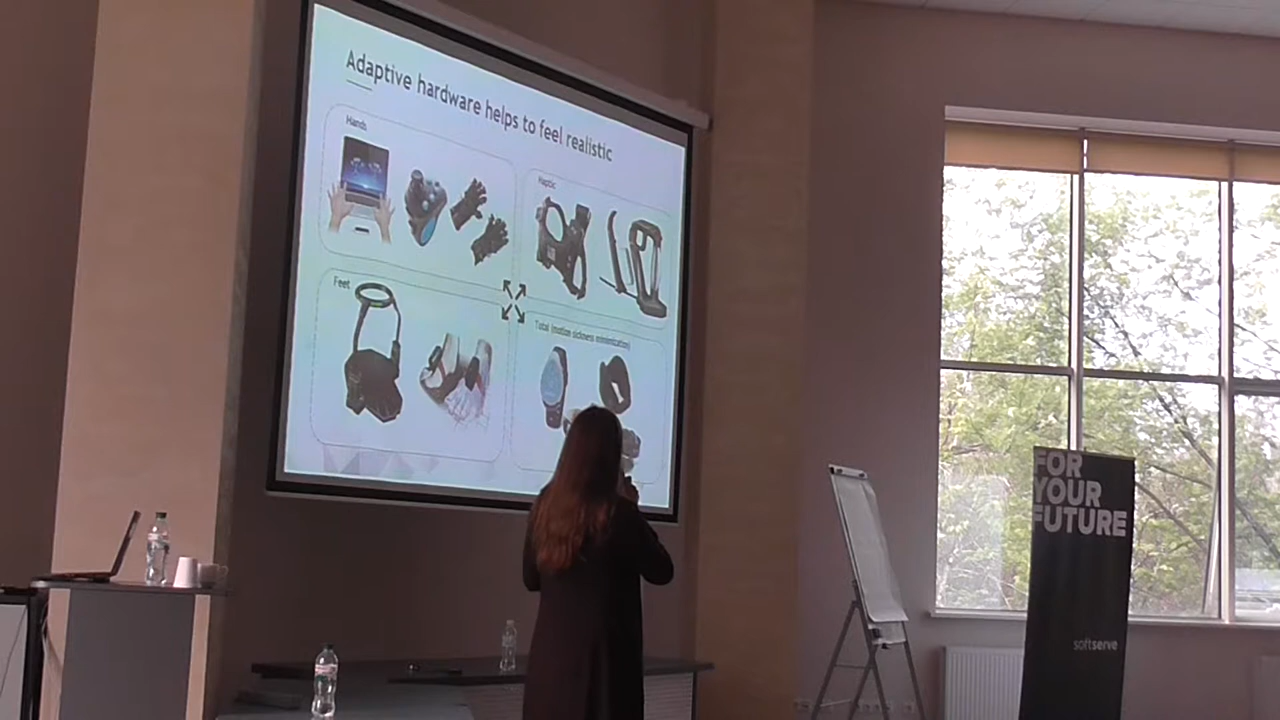 Adaptive hardware helps to feel realistic
Hands
Haptic
Feet
Total (motion sickness minimization)
FOR
YOUR
FUTURE
softserve